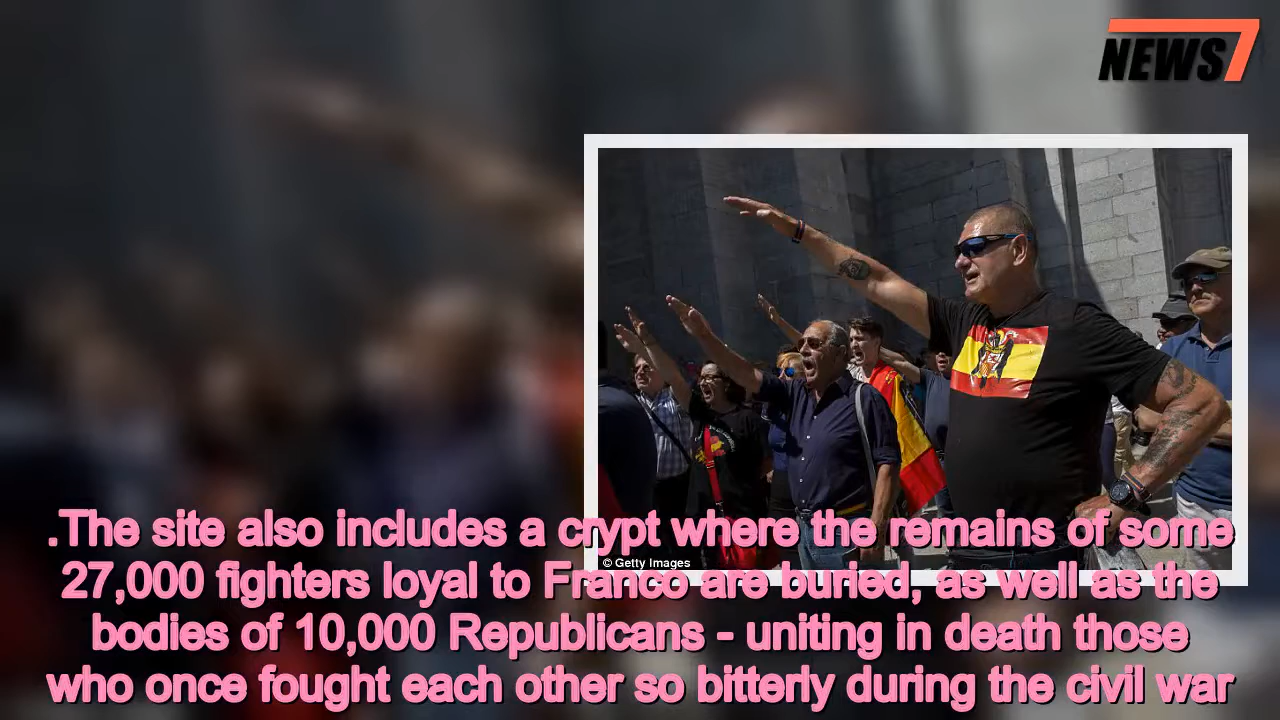 NEWS7
© Getty Images
.The site also includes a crypt where the remains of some
27,000 fighters loyal to Franco are buried, as well as the
bodies of 10,000 Republicans - uniting in death those
who once fought each other so bitterly during the civil war